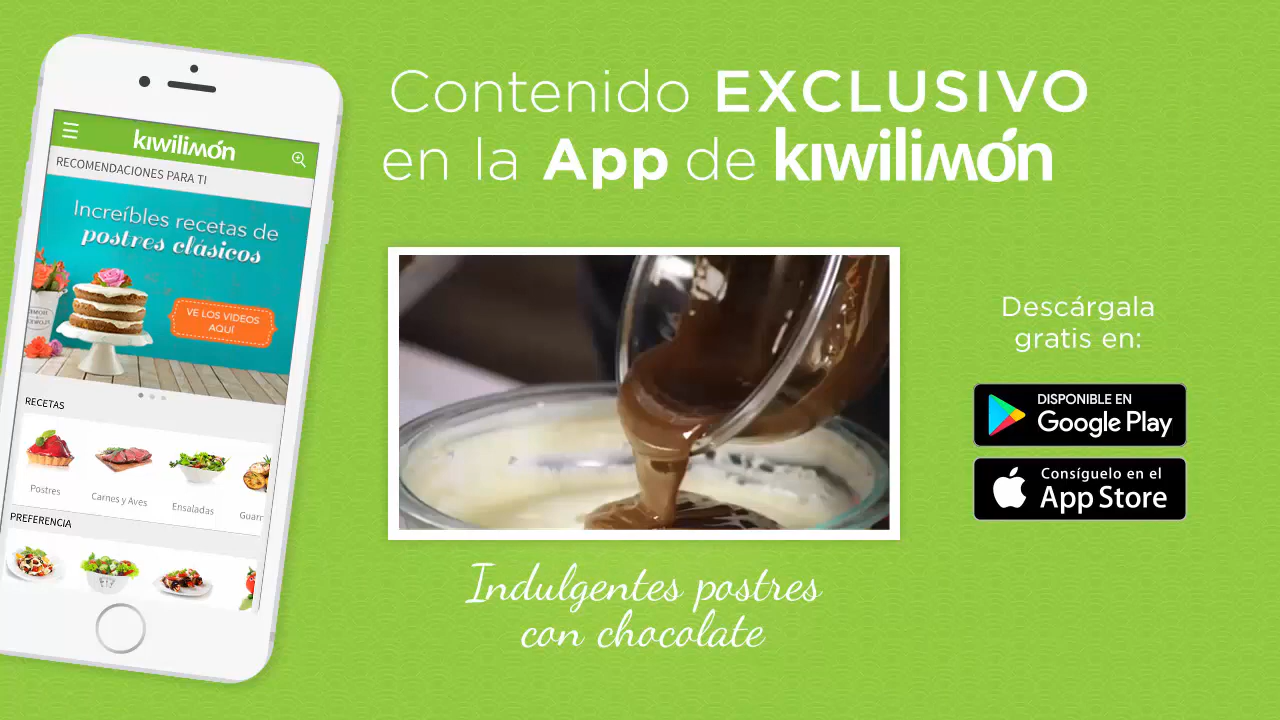 Contenido EXCLUSIVO
en la App de kiwilimón
kiwilimón
RECOMENDACIONES PARA TI
Increíbles recetas de
postres clásicos
VE LOS VIDEOS
AQUÍ
RECETAS
Postres
Carnes y Aves
Ensaladas
Guarn
PREFERENCIA
Descárgala
gratis en:
DISPONIBLE EN
Google Play
Consíguelo en el
App Store
Indulgentes postres
con chocolate